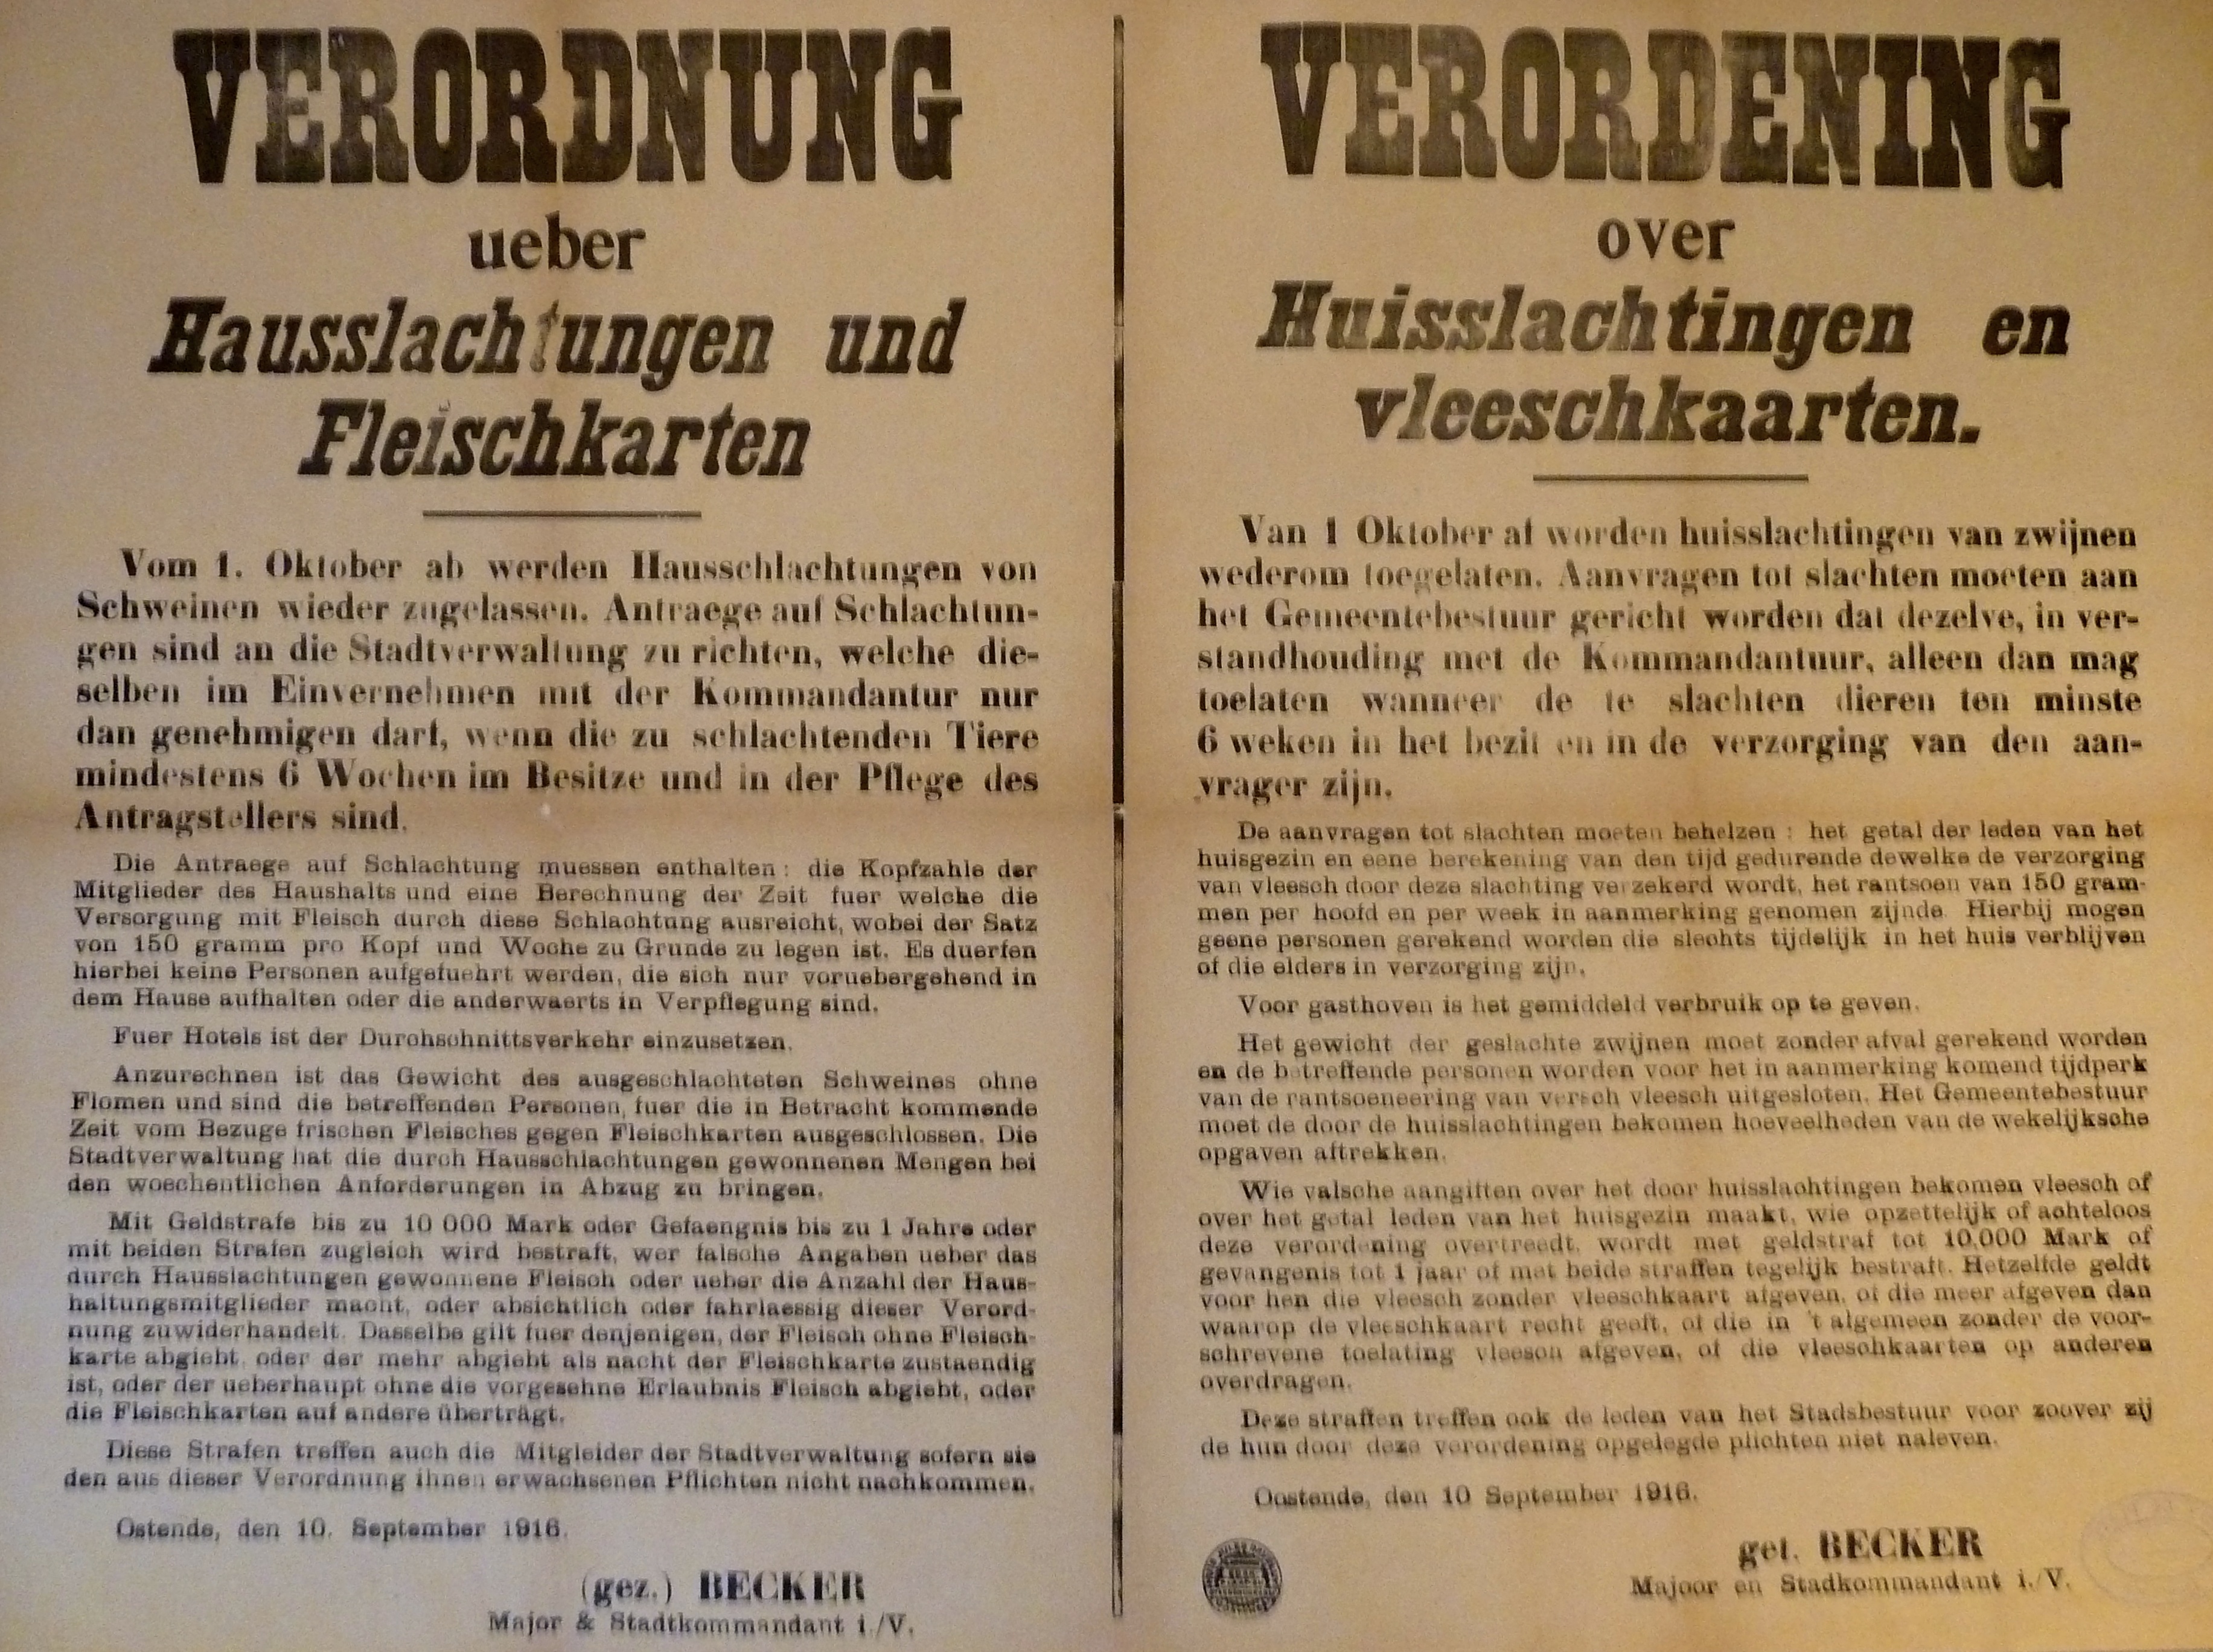 VERORDNUNG
ueber
Hausslachtungen und
Fleischkarten
Vom 1. Oktober ab werden Hausschlachtungen von
Schweinen wieder zugelassen. Antraege auf Schlachtun-
gen sind an die Stadtverwaltung zu richten, welche die-
selben im Einvernehmen mit der Kommandantur nur
dan genehmigen darf, wenn die zu schlachtenden Tiere
mindestens 6 Wochen im Besitze und in der Pflege des
Antragstellers sind.
Die Antraege auf Schlachtung muessen enthalten: die Kopfzahle der
Mitglieder des Haushalts und eine Berechnung der Zeit fuer welche die
Versorgung mit Fleisch durch diese Schlachtung ausreicht, wobei der Satz
von 150 gramm pro Kopf und Woche zu Grunde zu legen ist. Es duerfen
hierbei keine Personen aufgefuehrt werden, die sich nur voruebergehend in
dem Hause aufhalten oder die anderwaerts in Verpflegung sind.
Fuer Hotels ist der Durchschnittsverkehr einzusetzen.
Anzurechnen ist das Gewicht des ausgeschlachteten Schweines ohne
Flomen und sind die betreffenden Personen, fuer die in Betracht kommende
Zeit vom Bezuge frischen Fleisches gegen Fleischkarten ausgeschlossen. Die
Stadtverwaltung hat die durch Hausschlachtungen gewonnenen Mengen bei
den woechentlichen Anforderungen in Abzug zu bringen.
Mit Geldstrafe bis zu 10 000 Mark oder Gefaengnis bis zu 1 Jahre oder
mit beiden Strafen zugleich wird bestraft, wer falsche Angaben ueber das
durch Hausslachtungen gewonnene Fleisch oder ueber die Anzahl der Haus-
haltungsmitglieder macht, oder absichtlich oder fahrlaessig dieser Verord-
nung zuwiderhandelt. Dasselbe gilt fuer denjenigen, der Fleisch ohne Fleisch-
karte abgiebt, oder der mehr abgiebt als nacht der Fleischkarte zustaendig
ist, oder der ueberhaupt ohne die vorgesehne Erlaubnis Fleisch abgiebt, oder
die Fleischkarten auf andere überträgt.
Diese Strafen treffen auch die Mitgleider der Stadtverwaltung sofern sie
den aus dieser Verordnung ihnen erwachsenen Pflichten nicht nachkommen.
Ostende, den 10. September 1916.
(gez.) BECKER
Major & Stadtkommandant i./V.
VERORDENING
over
Huisslachtingen en
vleeschkaarten.
Van 1 Oktober af worden huisslachtingen van zwijnen
wederom toegelaten. Aanvragen tot slachten moeten aan
het Gemeentebestuur gericht worden dat dezelve, in ver-
standhouding met de Kommandantuur, alleen dan mag
toelaten wanneer de te slachten dieren ten minste
6 weken in het bezit en in de verzorging van den aan-
vrager zijn.
De aanvragen tot slachten moeten behelzen : het getal der leden van het
huisgezin en eene berekening van den tijd gedurende dewelke de verzorging
van vleesch door deze slachting verzekerd wordt, het rantsoen van 150 gram-
men per hoofd en per week in aanmerking genomen zijnde. Hierbij mogen
geene personen gerekend worden die slechts tijdelijk in het huis verblijven
of die elders in verzorging zijn.
Voor gasthoven is het gemiddeld verbruik op te geven.
Het gewicht der geslachte zwijnen moet zonder afval gerekend worden
en de betreffende personen worden voor het in aanmerking komend tijdperk
van de rantsoeneering van versch vleesch uitgesloten. Het Gemeentebestuur
moet de door de huisslachtingen bekomen hoeveelheden van de wekelijksche
opgaven aftrekken.
Wie valsche aangiften over het door huisslachtingen bekomen vleesch of
over het getal leden van het huisgezin maakt, wie opzettelijk of achteloos
deze verordening overtreedt, wordt met geldstraf tot 10,000 Mark of
gevangenis tot 1 jaar of met beide straffen tegelijk bestraft. Hetzelfde geldt
voor hen die vleesch zonder vleeschkaart afgeven, of die meer afgeven dan
waarop de vleeschkaart recht geeft, of die in 't algemeen zonder de voor-
schrevene toelating vleesch afgeven, of die vleeschkaarten op anderen
overdragen.
Deze straffen treffen ook de leden van het Stadsbestuur voor zoover zij
de hun door deze verordening opgelegde plichten niet naleven.
Oostende, den 10 September 1916.
get. BECKER
Majoor en Stadkommandant i./V.